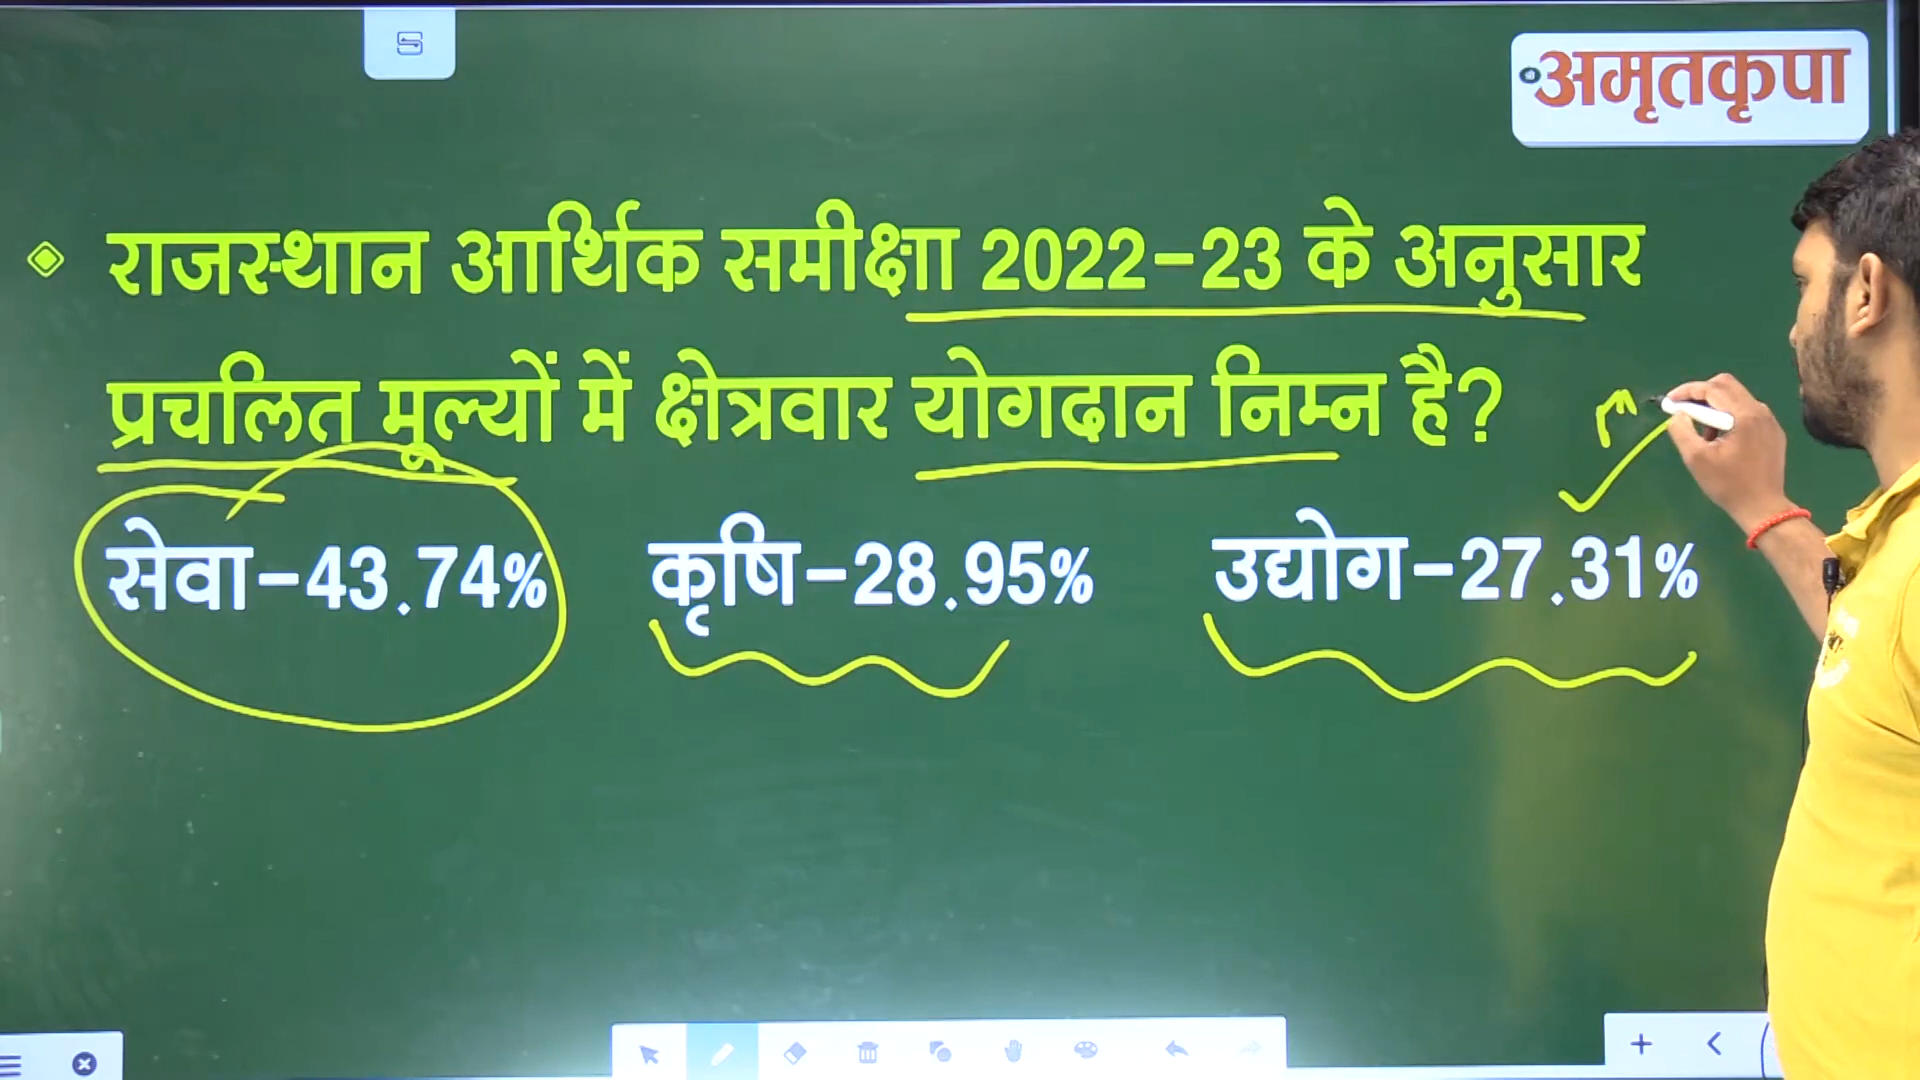 अमृतकृपा
राजस्थान आर्थिक समीक्षा 2022-23 के अनुसार
प्रचलित मूल्यों में क्षेत्रवार योगदान निम्न है?
सेवा-43.74% कृषि-28.95% उद्योग-27.31%